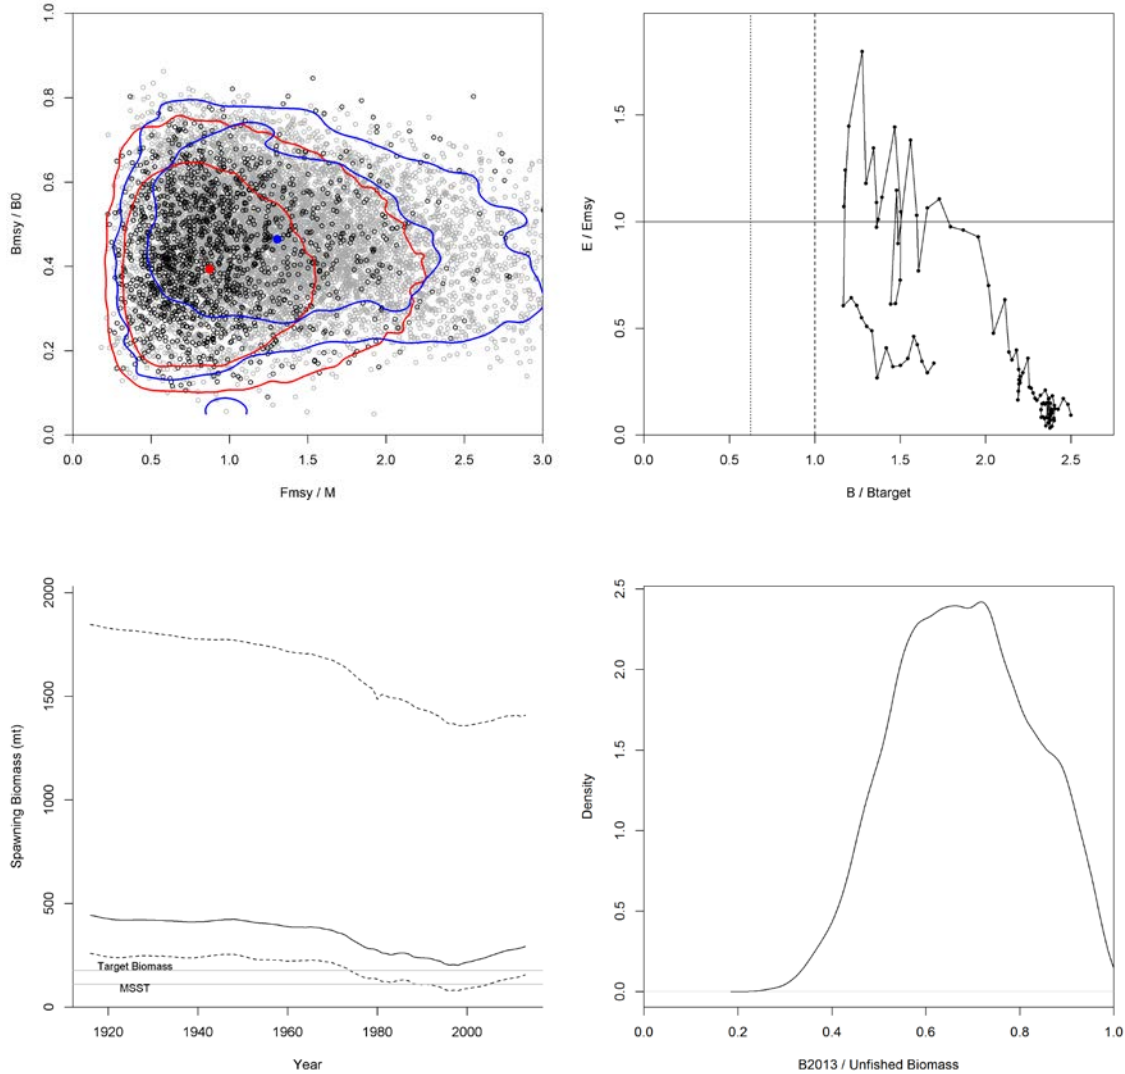 1.0
0.8
0.6
0.4
0.2
0.0
Bmsy / B0
0.0 0.5 1.0 1.5 2.0 2.5 3.0
Fmsy / M
1.5
1.0
0.5
0.0
E / Emsy
0.0 0.5 1.0 1.5 2.0 2.5
B / Btarget
2000
1500
1000
500
0
Spawning Biomass (mt)
Target Biomass
MSST
1920 1940 1960 1980 2000
Year
2.5
2.0
1.5
1.0
0.5
0.0
Density
0.0 0.2 0.4 0.6 0.8 1.0
B2013 / Unfished Biomass